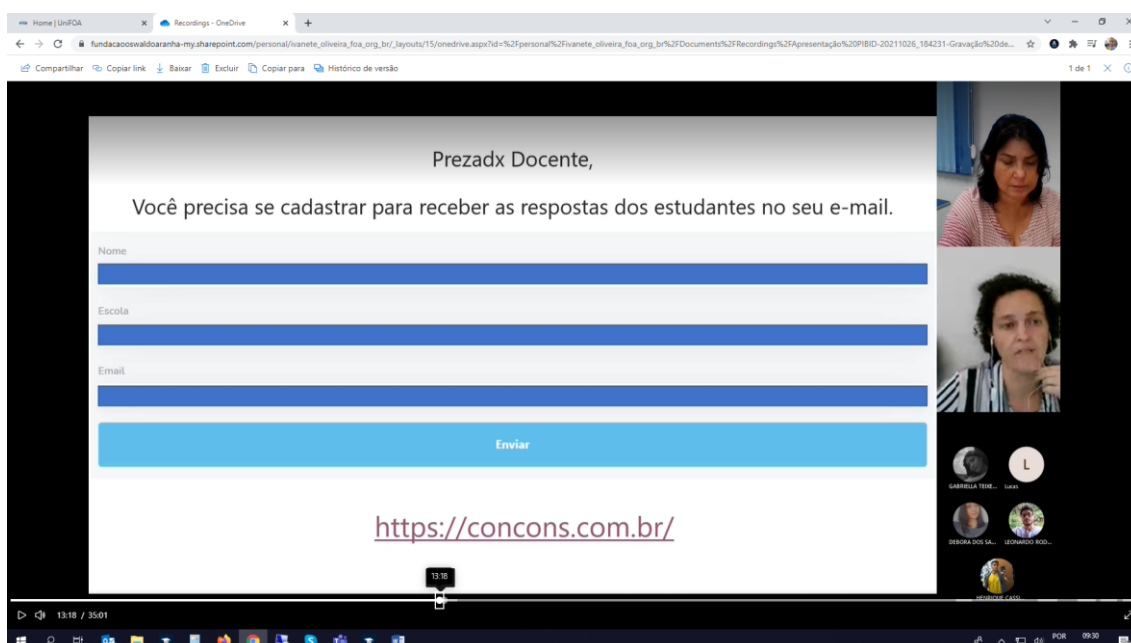 Home | UniFOA
Recordings - OneDrive
fundacaooswaldoaranha-my.sharepoint.com/personal/ivanete_oliveira_foa_org_br/_layouts/15/onedrive.aspx?id=%2Fpersonal%2Fivanete_oliveira_foa_org_br%2FDocuments%2FRecordings%2FApresentação%20PIBID-20211026_184231-Gravação%20de...
Compartilhar Copiar link Baixar Excluir Copiar para Histórico de versão 1 de 1
Prezadx Docente,
Você precisa se cadastrar para receber as respostas dos estudantes no seu e-mail.
Nome
Escola
Email
Enviar
https://concons.com.br/
L
GABRIELLA TEIXE... Lucas
DEBORA DOS SA... LEONARDO ROD...
HENRIQUE CASSI...
13:18
13:18 / 35:01
POR 09:30